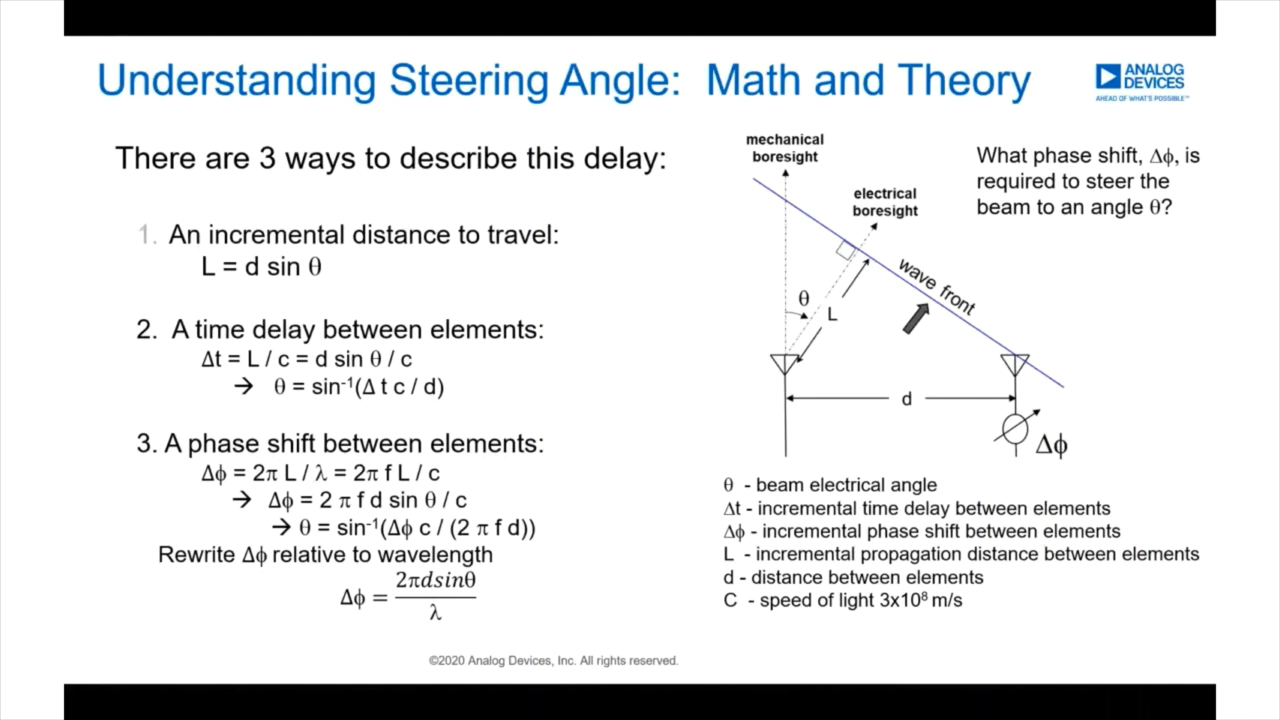 Understanding Steering Angle: Math and Theory
ANALOG
DEVICES
AHEAD OF WHAT'S POSSIBLE™
There are 3 ways to describe this delay:
1. An incremental distance to travel:
L = d sin θ
2. A time delay between elements:
Δt = L / c = d sin θ / c
→ θ = sin⁻¹(Δ t c / d)
3. A phase shift between elements:
Δϕ = 2π L / λ = 2π f L / c
→ Δϕ = 2 π f d sin θ / c
→ θ = sin⁻¹(Δϕ c / (2 π f d))
Rewrite Δϕ relative to wavelength
Δϕ = 2πdsinθ / λ
mechanical
boresight
electrical
boresight
What phase shift, Δϕ, is
required to steer the
beam to an angle θ?
wave front
θ
L
d
Δϕ
θ - beam electrical angle
Δt - incremental time delay between elements
Δϕ - incremental phase shift between elements
L - incremental propagation distance between elements
d - distance between elements
C - speed of light 3x10⁸ m/s
©2020 Analog Devices, Inc. All rights reserved.